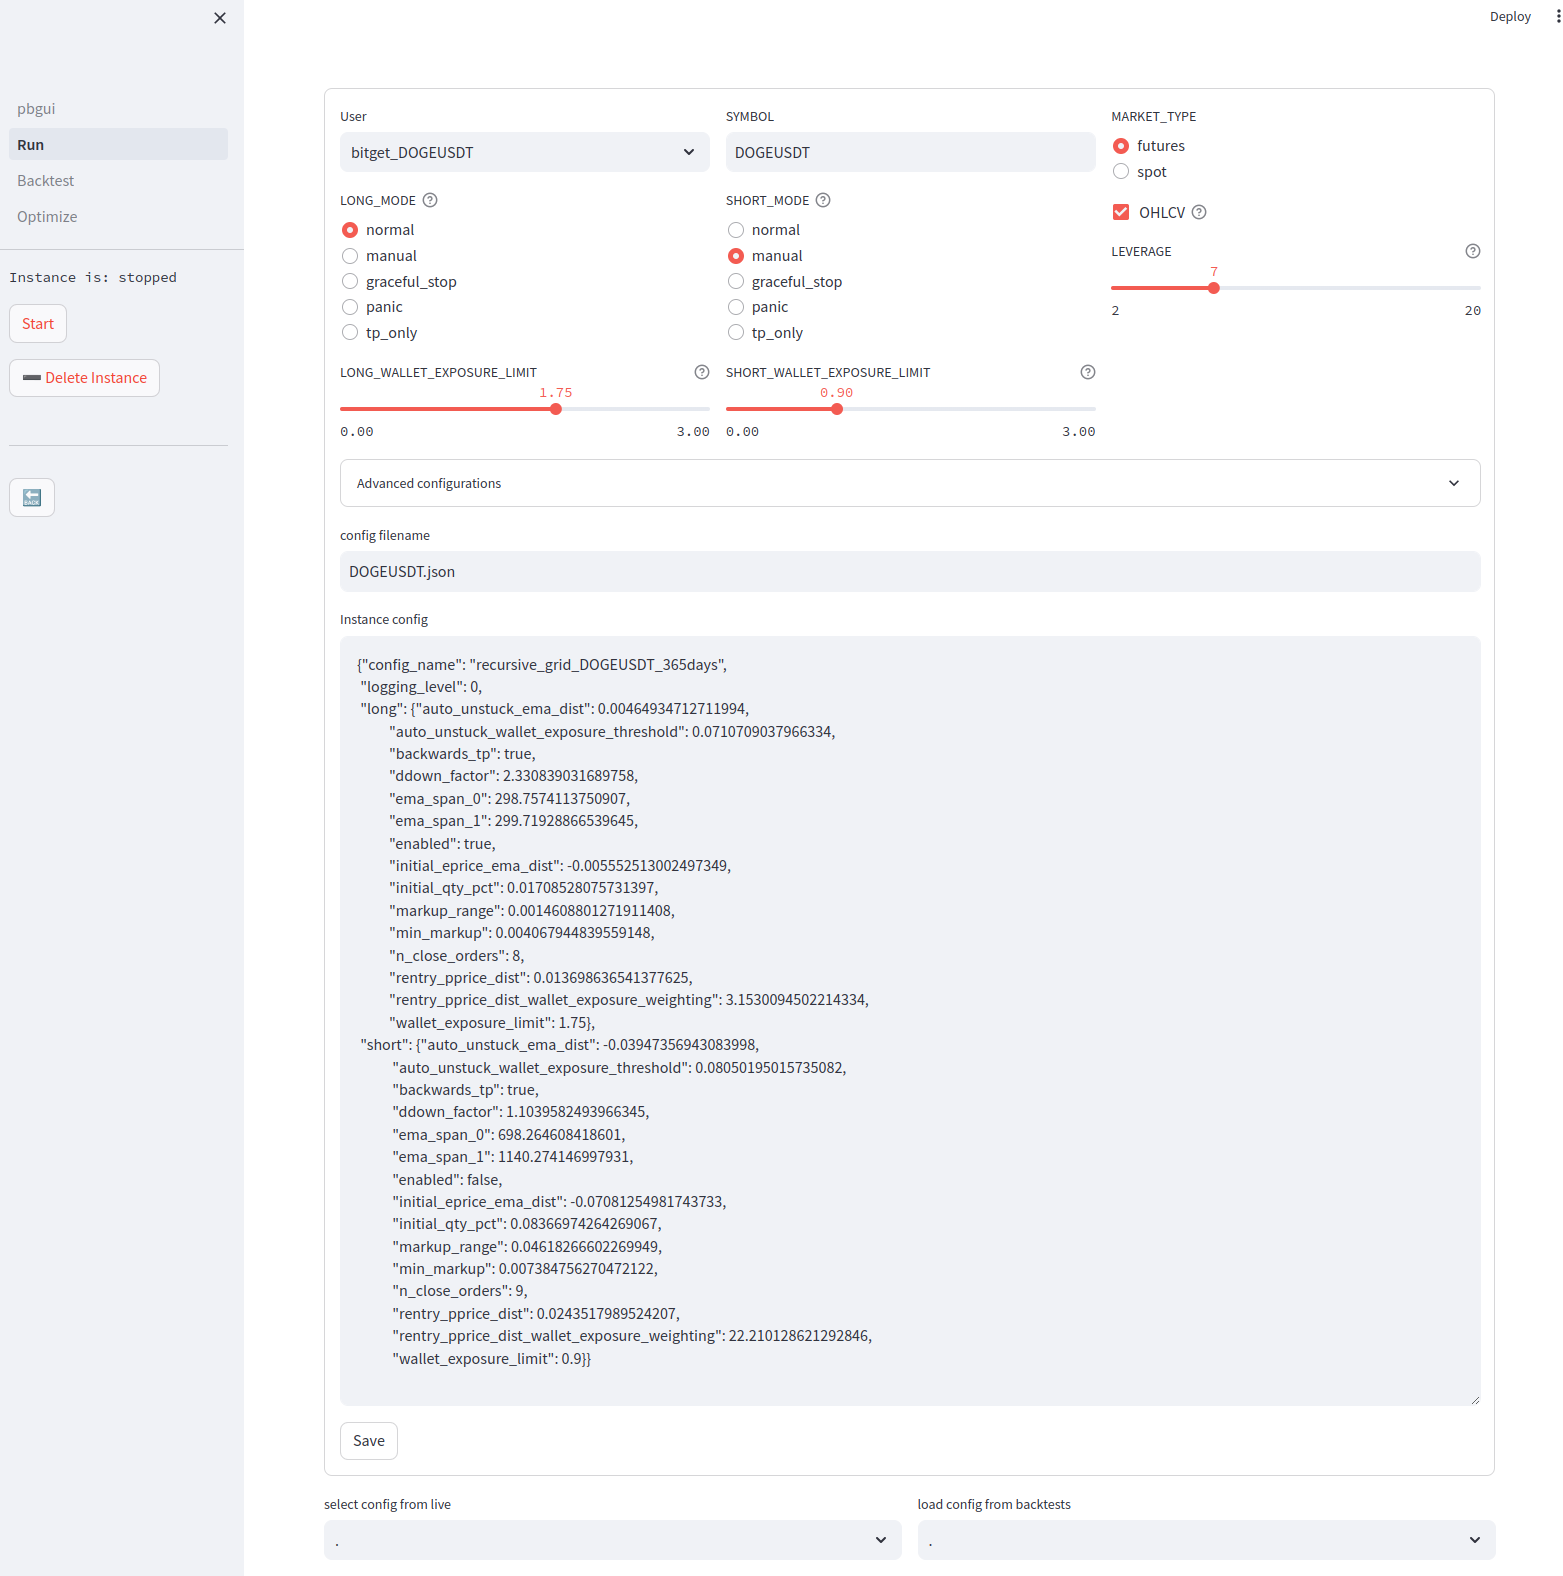 Deploy
pbgui
Run
Backtest
Optimize
Instance is: stopped
Start
Delete Instance
BACK
User
bitget_DOGEUSDT
SYMBOL
DOGEUSDT
MARKET_TYPE
futures
spot
OHLCV
LEVERAGE
7
2 20
LONG_MODE
normal
manual
graceful_stop
panic
tp_only
SHORT_MODE
normal
manual
graceful_stop
panic
tp_only
LONG_WALLET_EXPOSURE_LIMIT
1.75
0.00 3.00
SHORT_WALLET_EXPOSURE_LIMIT
0.90
0.00 3.00
Advanced configurations
config filename
DOGEUSDT.json
Instance config
{"config_name": "recursive_grid_DOGEUSDT_365days",
"logging_level": 0,
"long": {"auto_unstuck_ema_dist": 0.00464934712711994,
"auto_unstuck_wallet_exposure_threshold": 0.0710709037966334,
"backwards_tp": true,
"ddown_factor": 2.330839031689758,
"ema_span_0": 298.7574113750907,
"ema_span_1": 299.71928866539645,
"enabled": true,
"initial_eprice_ema_dist": -0.005552513002497349,
"initial_qty_pct": 0.01708528075731397,
"markup_range": 0.0014608801271911408,
"min_markup": 0.004067944839559148,
"n_close_orders": 8,
"rentry_pprice_dist": 0.013698636541377625,
"rentry_pprice_dist_wallet_exposure_weighting": 3.1530094502214334,
"wallet_exposure_limit": 1.75},
"short": {"auto_unstuck_ema_dist": -0.03947356943083998,
"auto_unstuck_wallet_exposure_threshold": 0.08050195015735082,
"backwards_tp": true,
"ddown_factor": 1.1039582493966345,
"ema_span_0": 698.264608418601,
"ema_span_1": 1140.274146997931,
"enabled": false,
"initial_eprice_ema_dist": -0.07081254981743733,
"initial_qty_pct": 0.08366974264269067,
"markup_range": 0.04618266602269949,
"min_markup": 0.007384756270472122,
"n_close_orders": 9,
"rentry_pprice_dist": 0.0243517989524207,
"rentry_pprice_dist_wallet_exposure_weighting": 22.210128621292846,
"wallet_exposure_limit": 0.9}}
Save
select config from live
.
load config from backtests
.